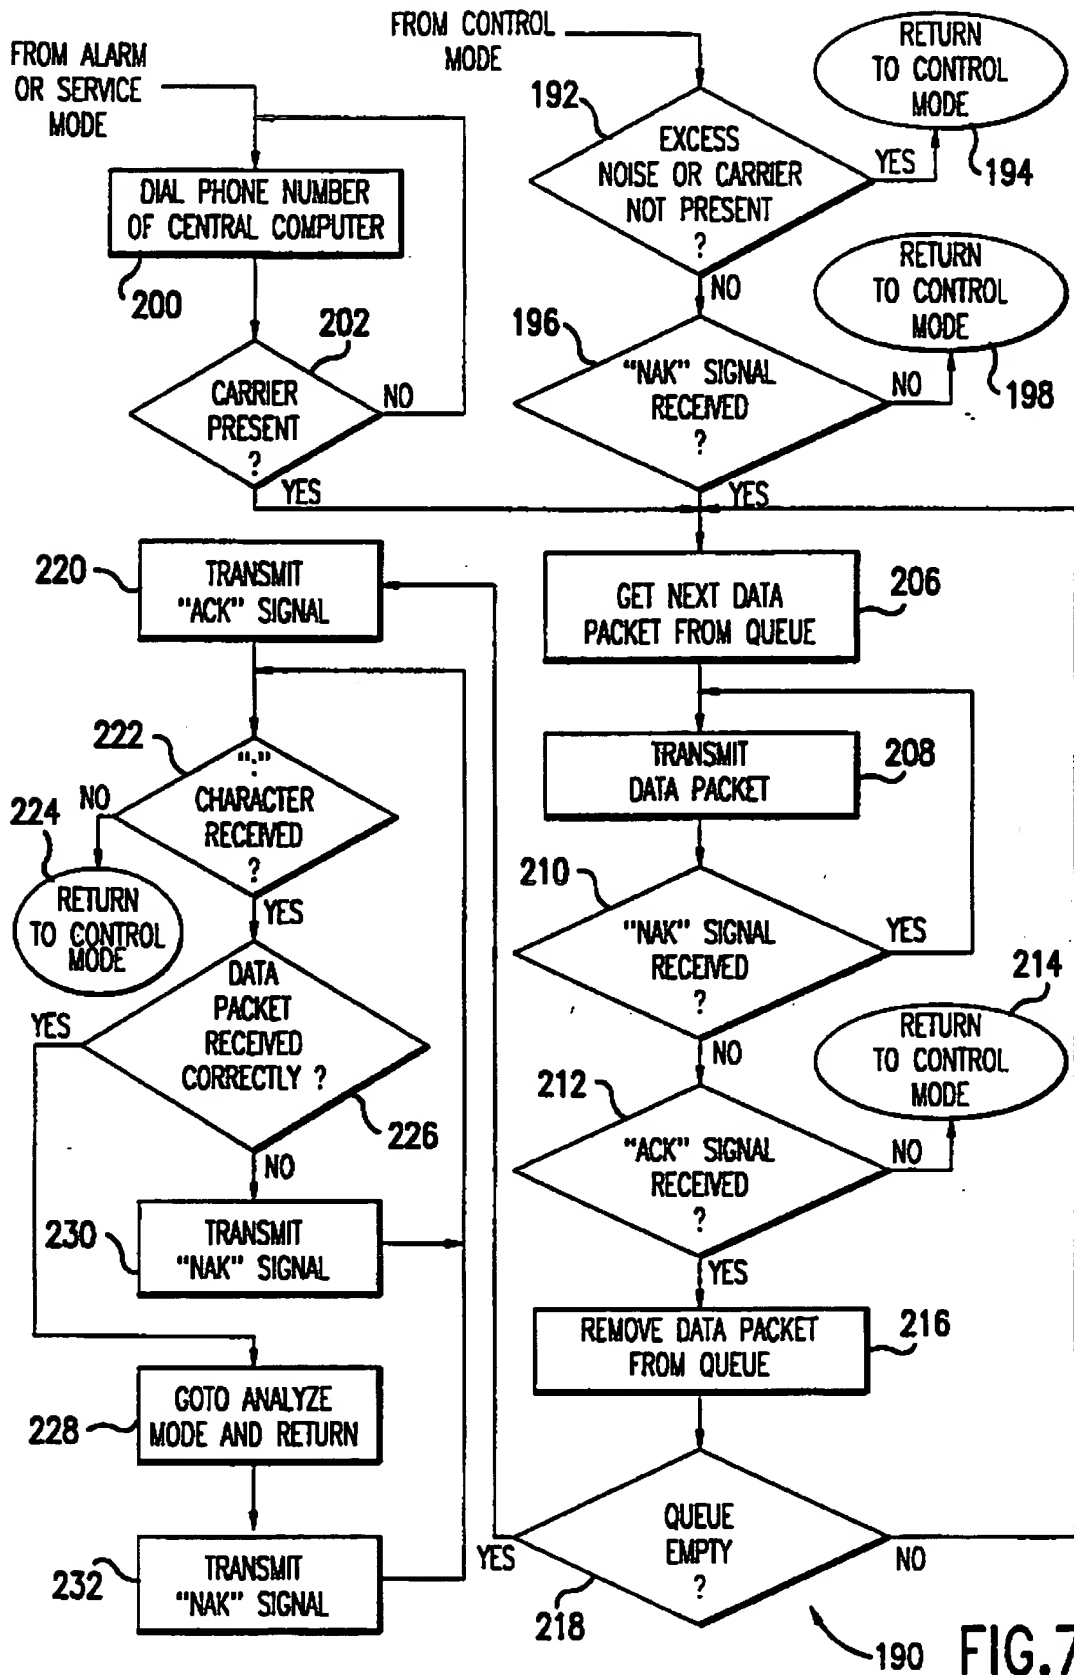 FROM ALARM
OR SERVICE
MODE
FROM CONTROL
MODE
RETURN
TO CONTROL
MODE
194
192
EXCESS
NOISE OR CARRIER
NOT PRESENT
?
YES
NO
DIAL PHONE NUMBER
OF CENTRAL COMPUTER
200
202
CARRIER
PRESENT
?
NO
YES
196
"NAK" SIGNAL
RECEIVED
?
NO
YES
RETURN
TO CONTROL
MODE
198
220
TRANSMIT
"ACK" SIGNAL
GET NEXT DATA
PACKET FROM QUEUE
206
222
":"
CHARACTER
RECEIVED
?
NO
YES
224
RETURN
TO CONTROL
MODE
TRANSMIT
DATA PACKET
208
210
"NAK" SIGNAL
RECEIVED
?
YES
NO
DATA
PACKET
RECEIVED
CORRECTLY ?
YES
226
NO
214
RETURN
TO CONTROL
MODE
212
"ACK" SIGNAL
RECEIVED
?
NO
YES
230
TRANSMIT
"NAK" SIGNAL
REMOVE DATA PACKET
FROM QUEUE
216
228
GOTO ANALYZE
MODE AND RETURN
232
TRANSMIT
"NAK" SIGNAL
QUEUE
EMPTY
?
YES
NO
218
190
FIG.7